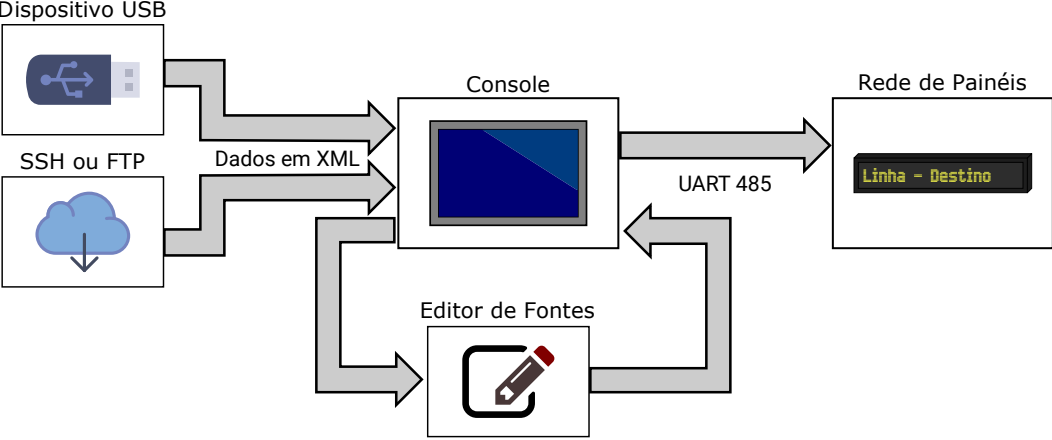 Dispositivo USB
SSH ou FTP
Dados em XML
Console
UART 485
Rede de Painéis
Linha - Destino
Editor de Fontes